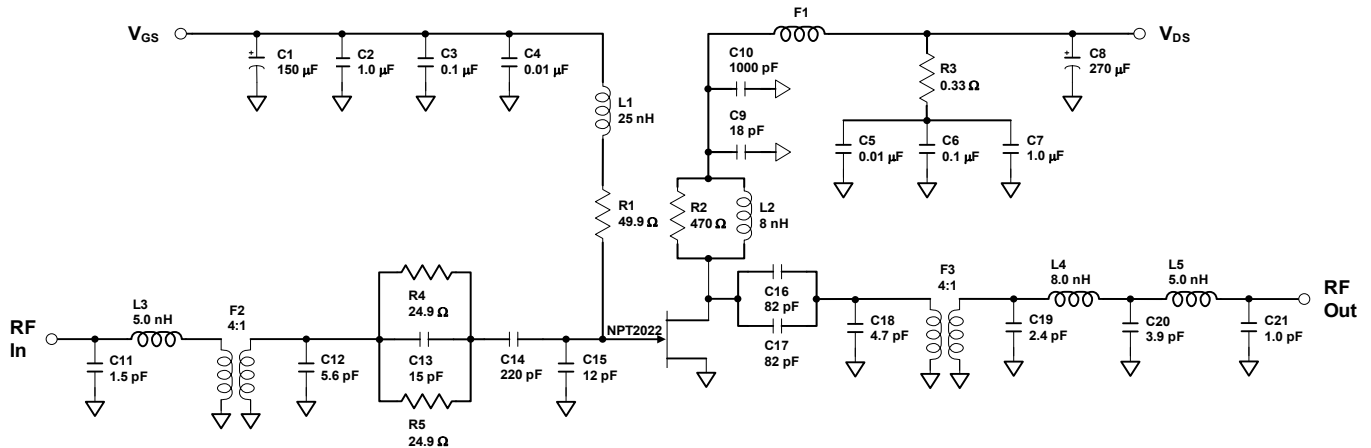 V_GS
C1
150 µF
C2
1.0 µF
C3
0.1 µF
C4
0.01 µF
L1
25 nH
R1
49.9 Ω
F1
V_DS
C10
1000 pF
C9
18 pF
R3
0.33 Ω
C8
270 µF
C5
0.01 µF
C6
0.1 µF
C7
1.0 µF
R2
470 Ω
L2
8 nH
RF
In
L3
5.0 nH
C11
1.5 pF
F2
4:1
C12
5.6 pF
R4
24.9 Ω
C13
15 pF
R5
24.9 Ω
C14
220 pF
C15
12 pF
NPT2022
+
+
C16
82 pF
C17
82 pF
C18
4.7 pF
F3
4:1
C19
2.4 pF
L4
8.0 nH
C20
3.9 pF
L5
5.0 nH
C21
1.0 pF
RF
Out